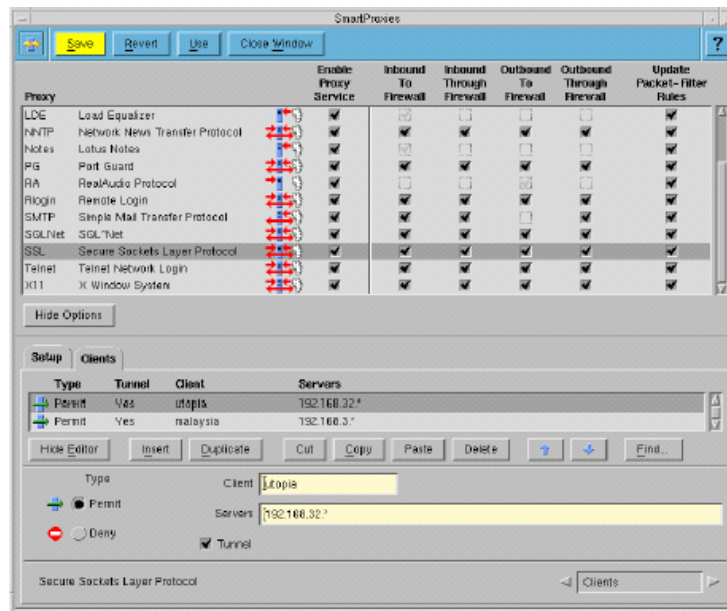 SmartProxies
Save Revert Use Close Window ?
Proxy Enable Proxy Service Inbound To Firewall Inbound Through Firewall Outbound To Firewall Outbound Through Firewall Update Packet-Filter Rules
LDE Load Equalizer
NNTP Network News Transfer Protocol
Notes Lotus Notes
PG Port Guard
RA RealAudio Protocol
Rlogin Remote Login
SMTP Simple Mail Transfer Protocol
SQLNet SQL*Net
SSL Secure Sockets Layer Protocol
Telnet Telnet Network Login
X11 X Window System
Hide Options
Setup Clients
Type Tunnel Client Servers
Permit Yes utopia 192.168.32.*
Permit Yes malaysia 192.168.3.*
Hide Editor Insert Duplicate Cut Copy Paste Delete Find...
Type
Client utopia
Permit
Servers 192.168.32.*
Deny
Tunnel
Secure Sockets Layer Protocol Clients